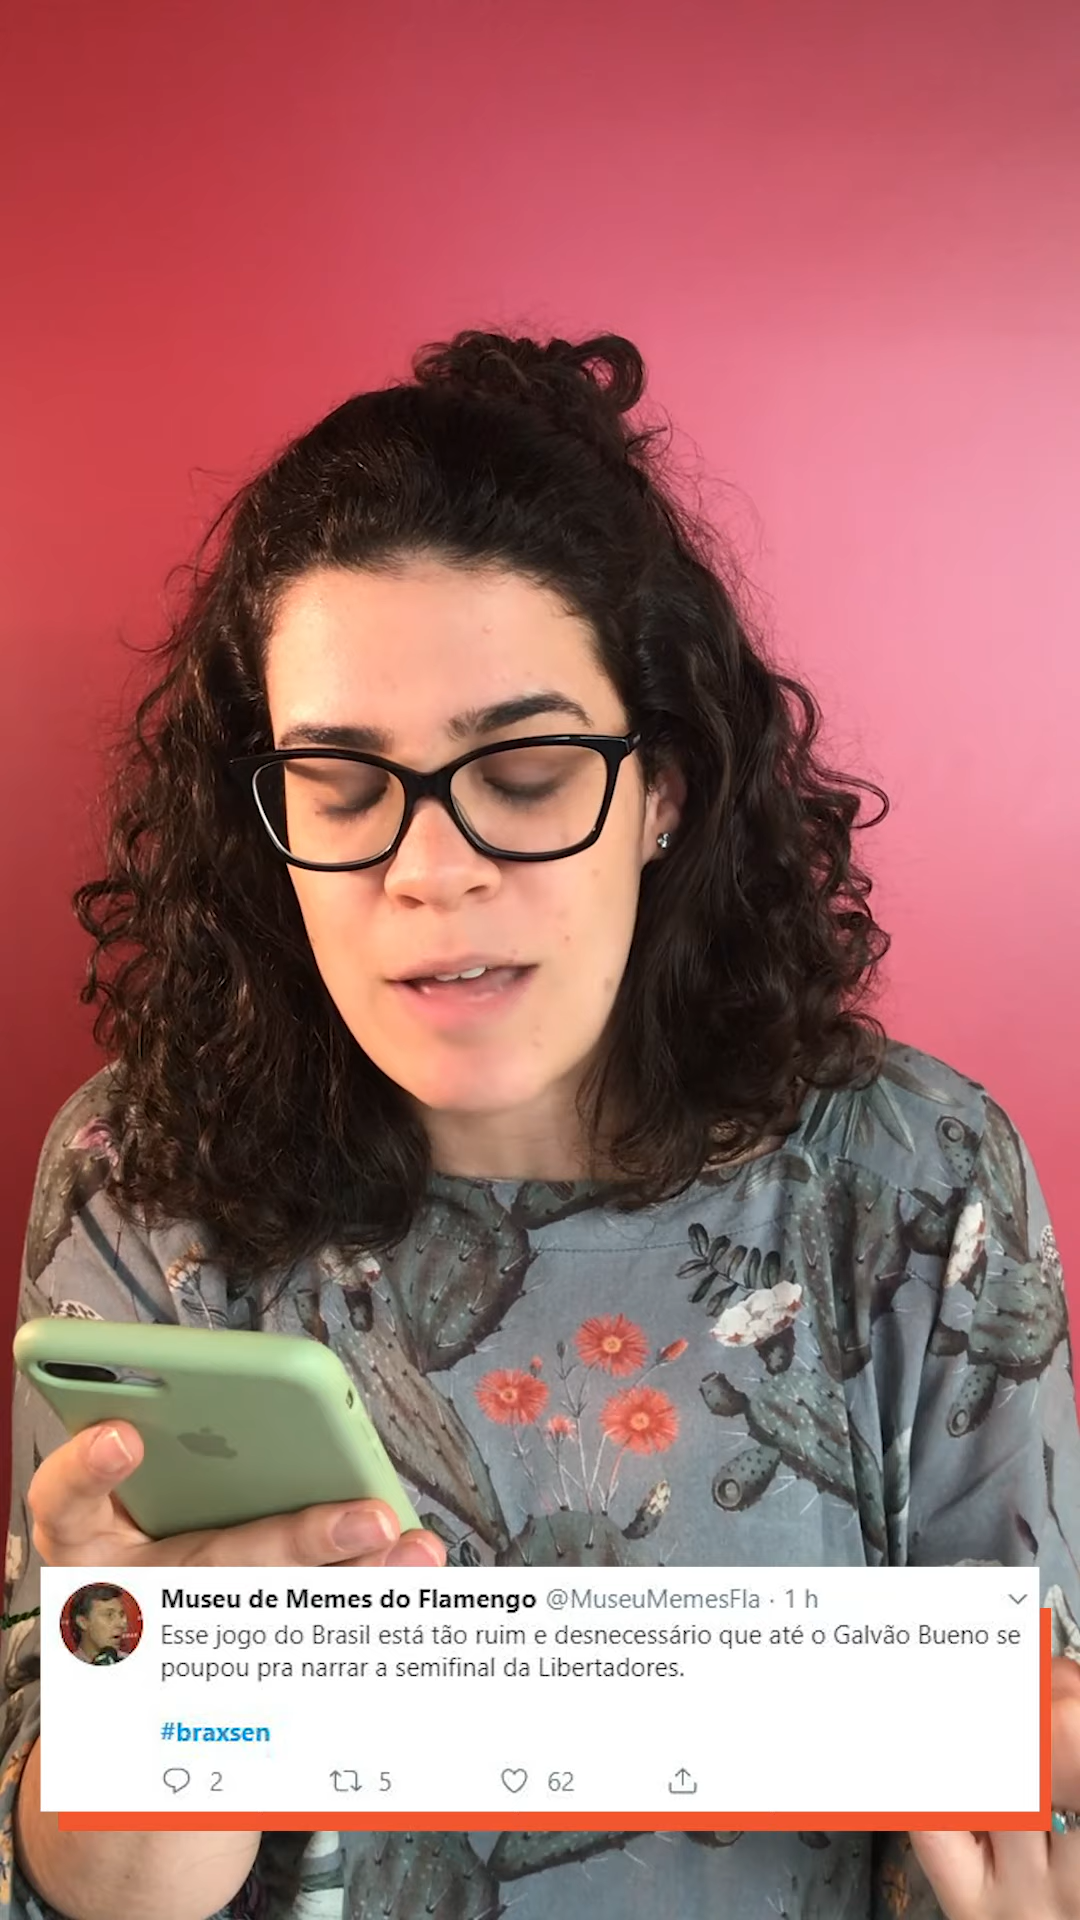 Museu de Memes do Flamengo @MuseuMemesFla · 1 h
Esse jogo do Brasil está tão ruim e desnecessário que até o Galvão Bueno se
poupou pra narrar a semifinal da Libertadores.
#braxsen
2 5 62